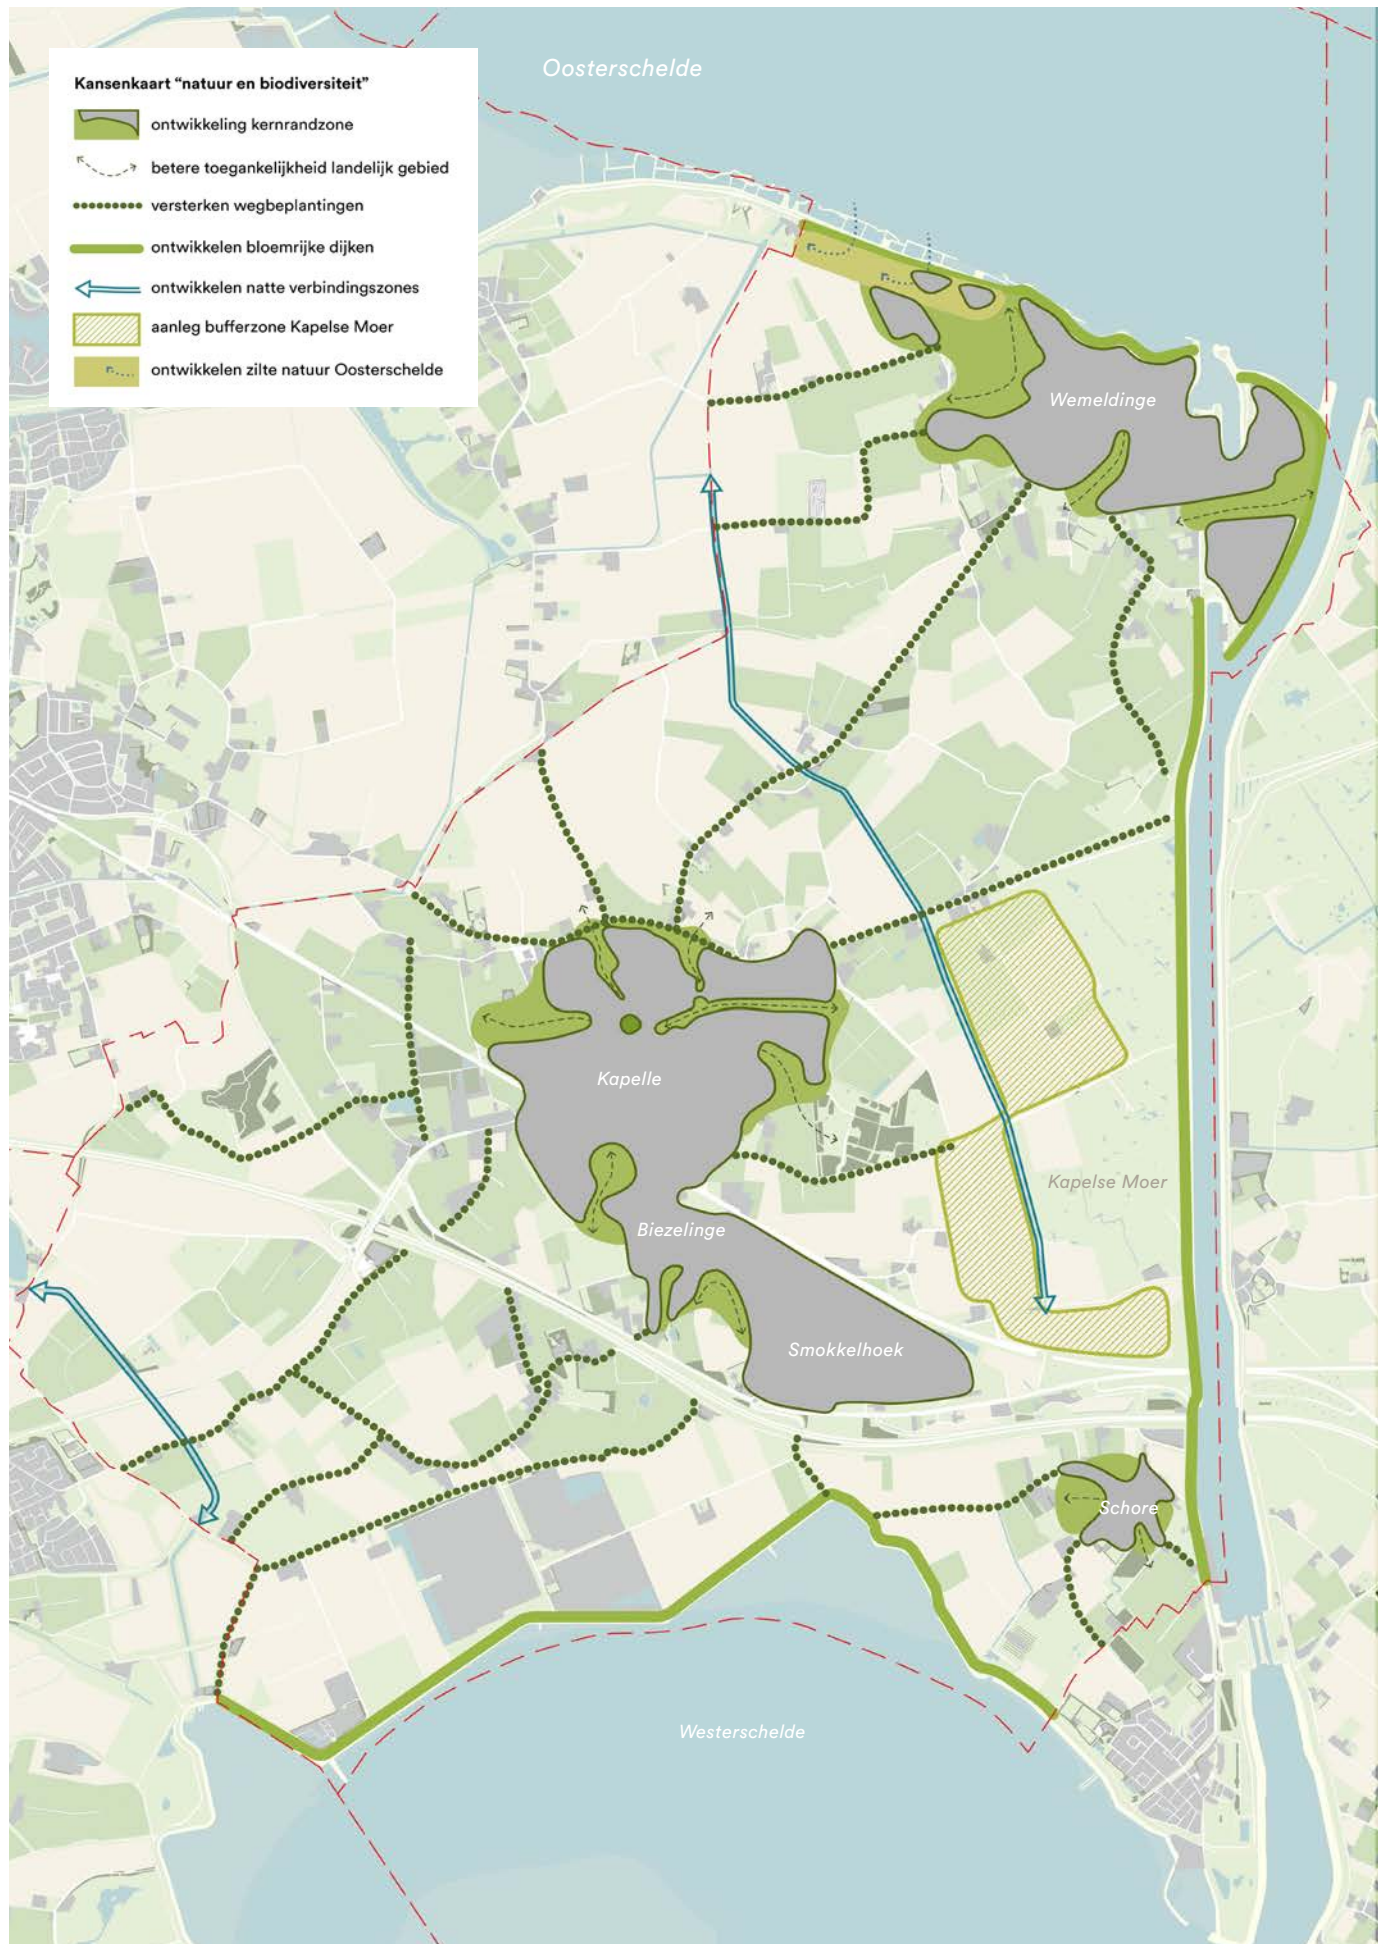 Oosterschelde
Kansenkaart “natuur en biodiversiteit”
ontwikkeling kernrandzone
betere toegankelijkheid landelijk gebied
versterken wegbeplantingen
ontwikkelen bloemrijke dijken
ontwikkelen natte verbindingszones
aanleg bufferzone Kapelse Moer
ontwikkelen zilte natuur Oosterschelde
Wemeldinge
Kapelle
Kapelse Moer
Biezelinge
Smokkelhoek
Schore
Westerschelde